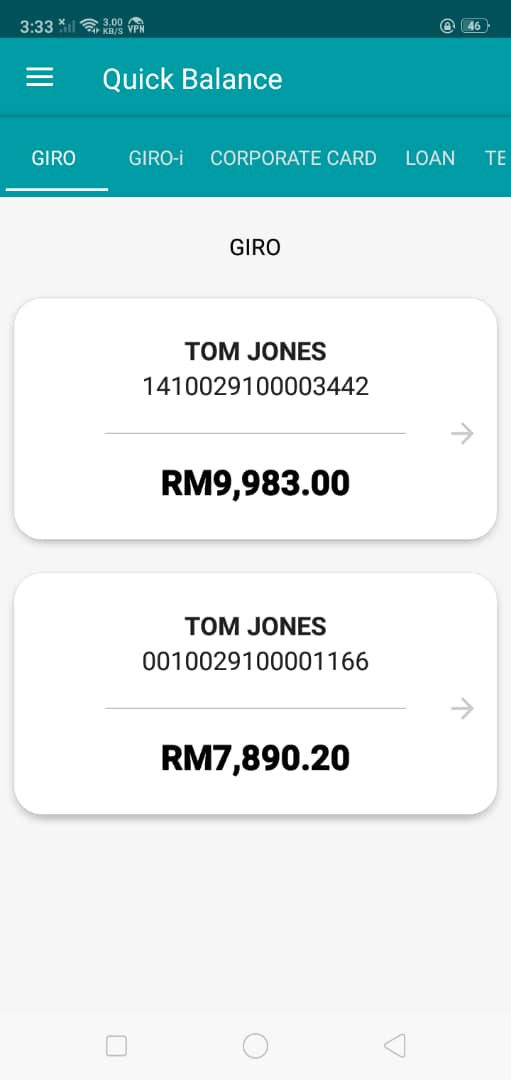 3:33 3.00 KB/S VPN 46
Quick Balance
GIRO GIRO-i CORPORATE CARD LOAN TE
GIRO
TOM JONES
1410029100003442
RM9,983.00
TOM JONES
0010029100001166
RM7,890.20